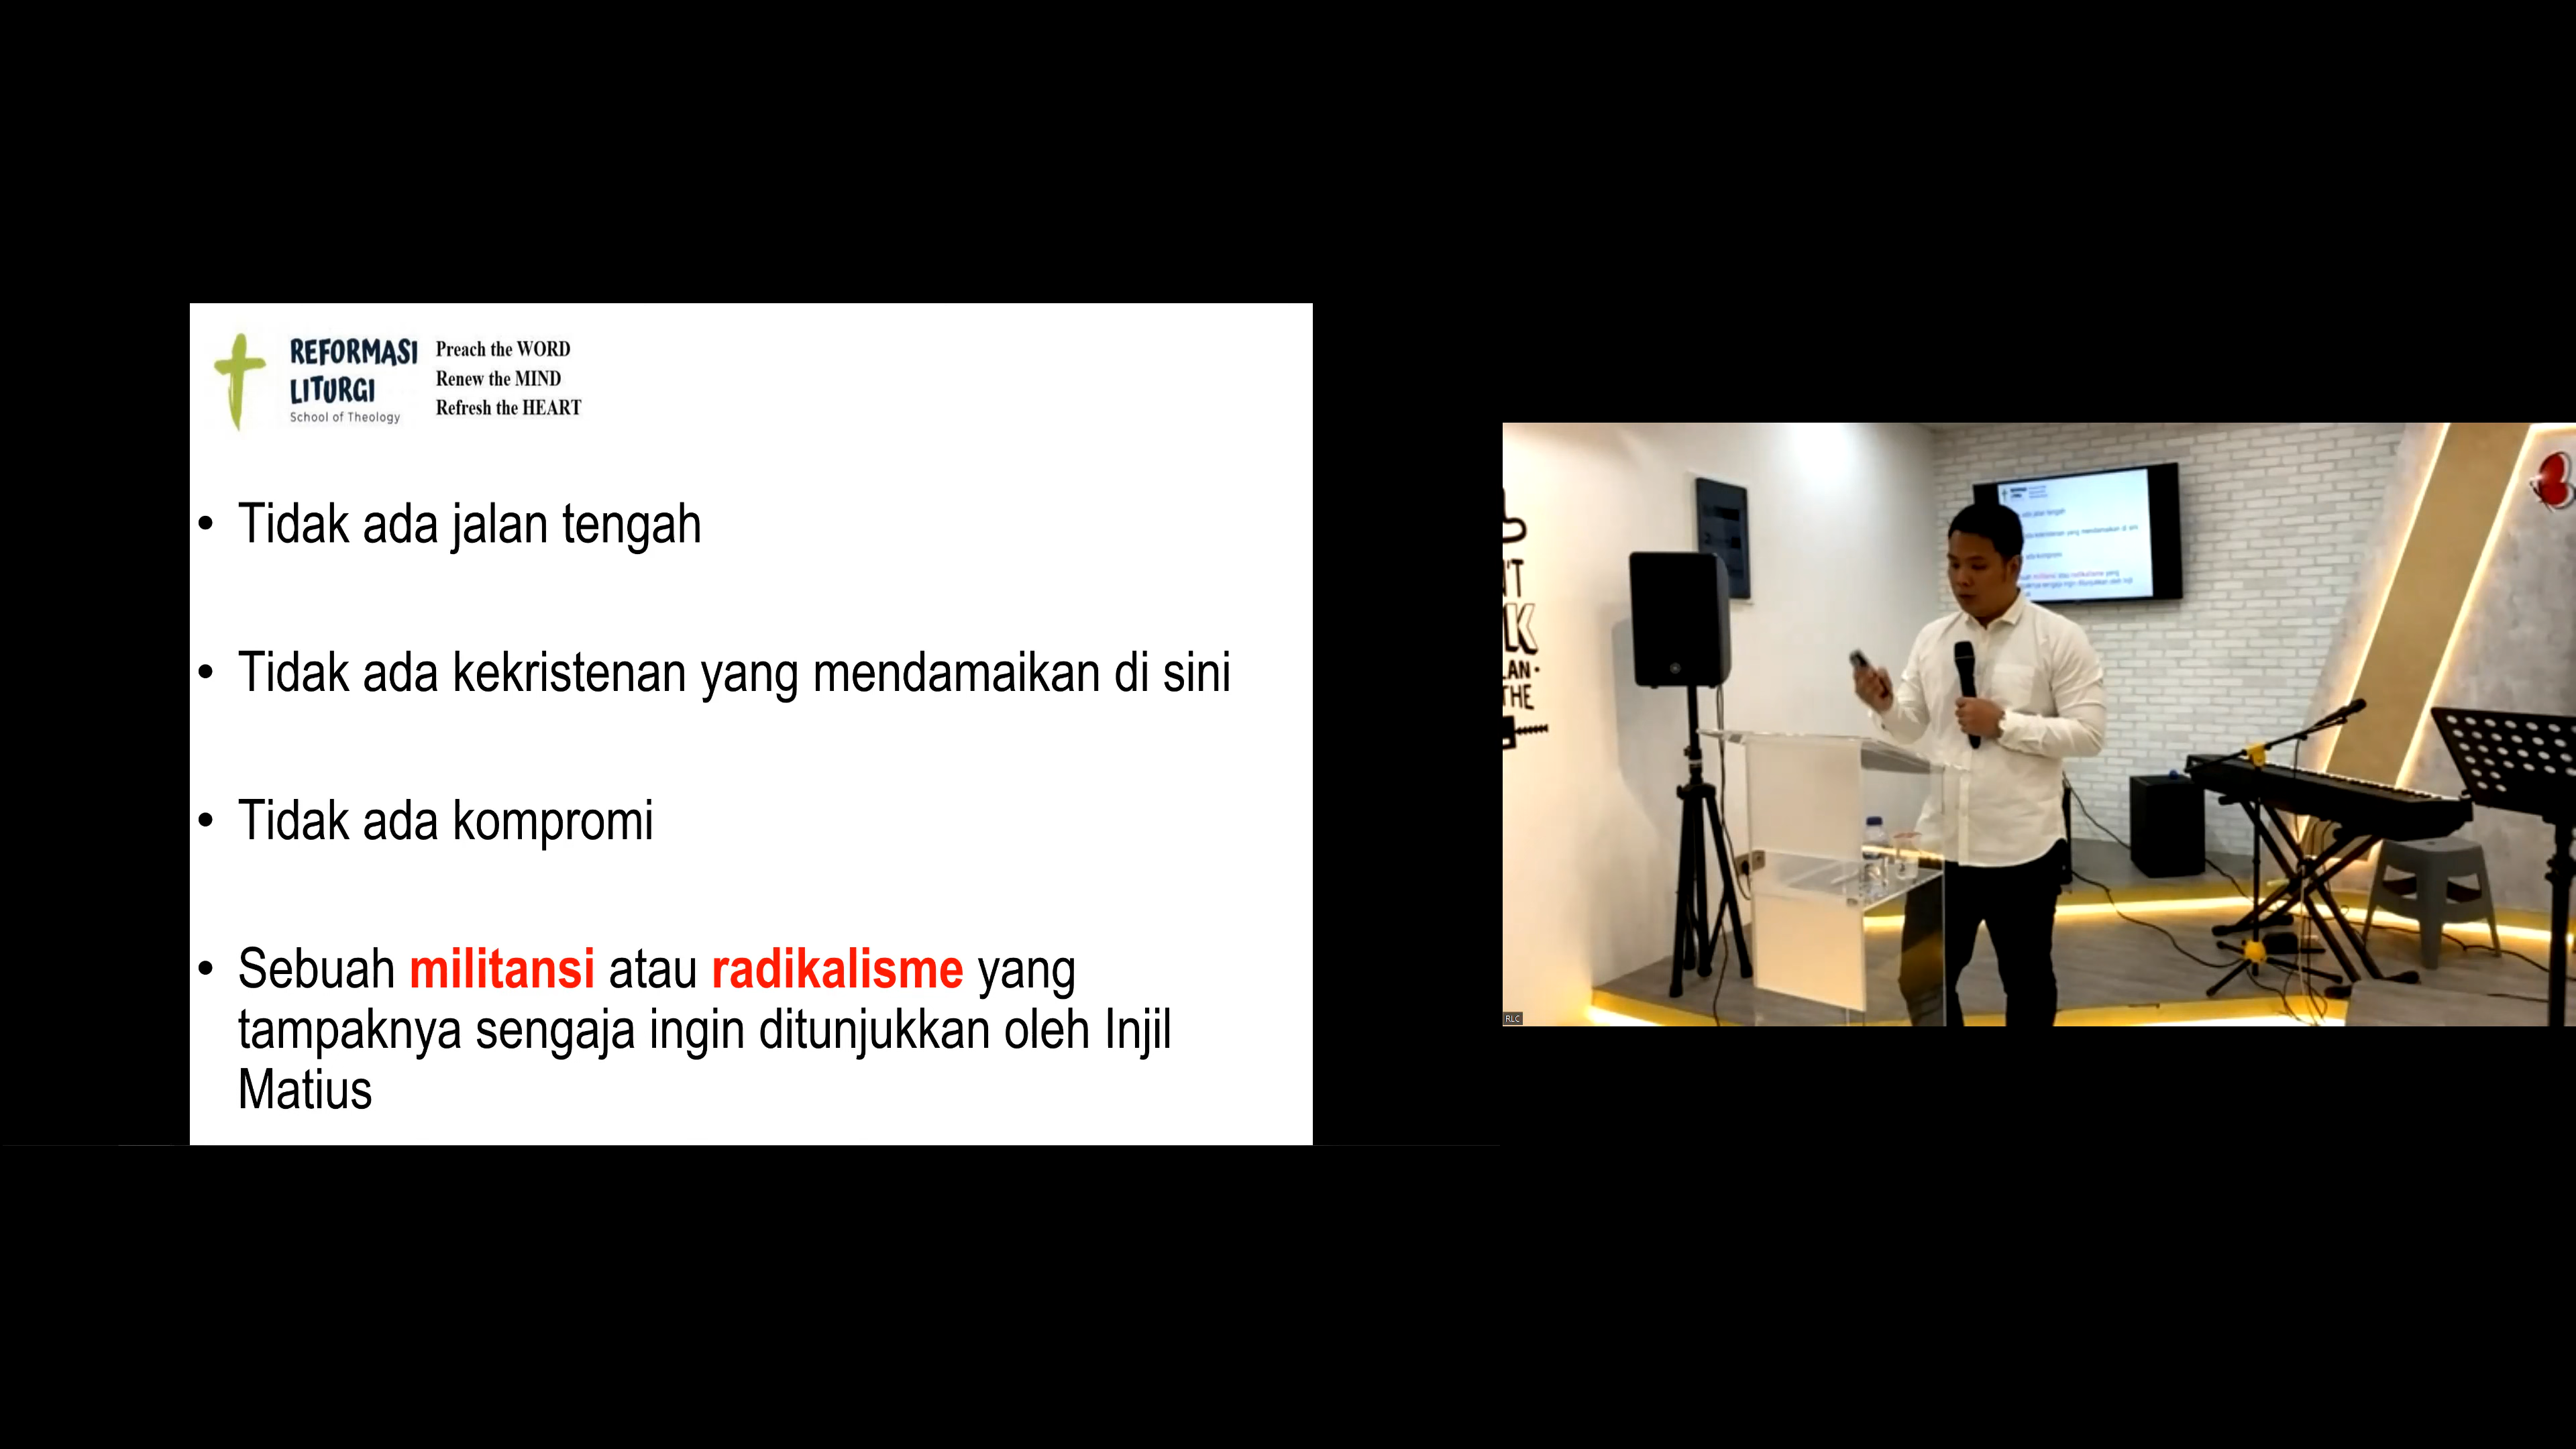 REFORMASI
LITURGI
School of Theology
Preach the WORD
Renew the MIND
Refresh the HEART
• Tidak ada jalan tengah
• Tidak ada kekristenan yang mendamaikan di sini
• Tidak ada kompromi
• Sebuah militansi atau radikalisme yang
tampaknya sengaja ingin ditunjukkan oleh Injil
Matius
THE
RLC